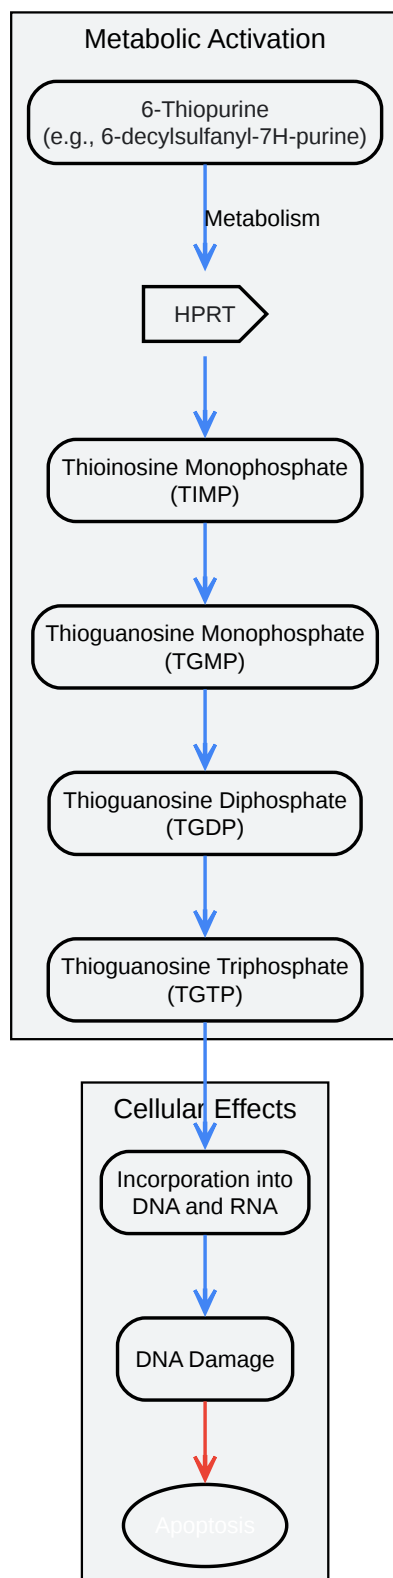 Metabolic Activation
6-Thiopurine
(e.g., 6-decylsulfanyl-7H-purine)
Metabolism
HPRT
Thioinosine Monophosphate
(TIMP)
Thioguanosine Monophosphate
(TGMP)
Thioguanosine Diphosphate
(TGDP)
Thioguanosine Triphosphate
(TGTP)
Cellular Effects
Incorporation into
DNA and RNA
DNA Damage
Apoptosis